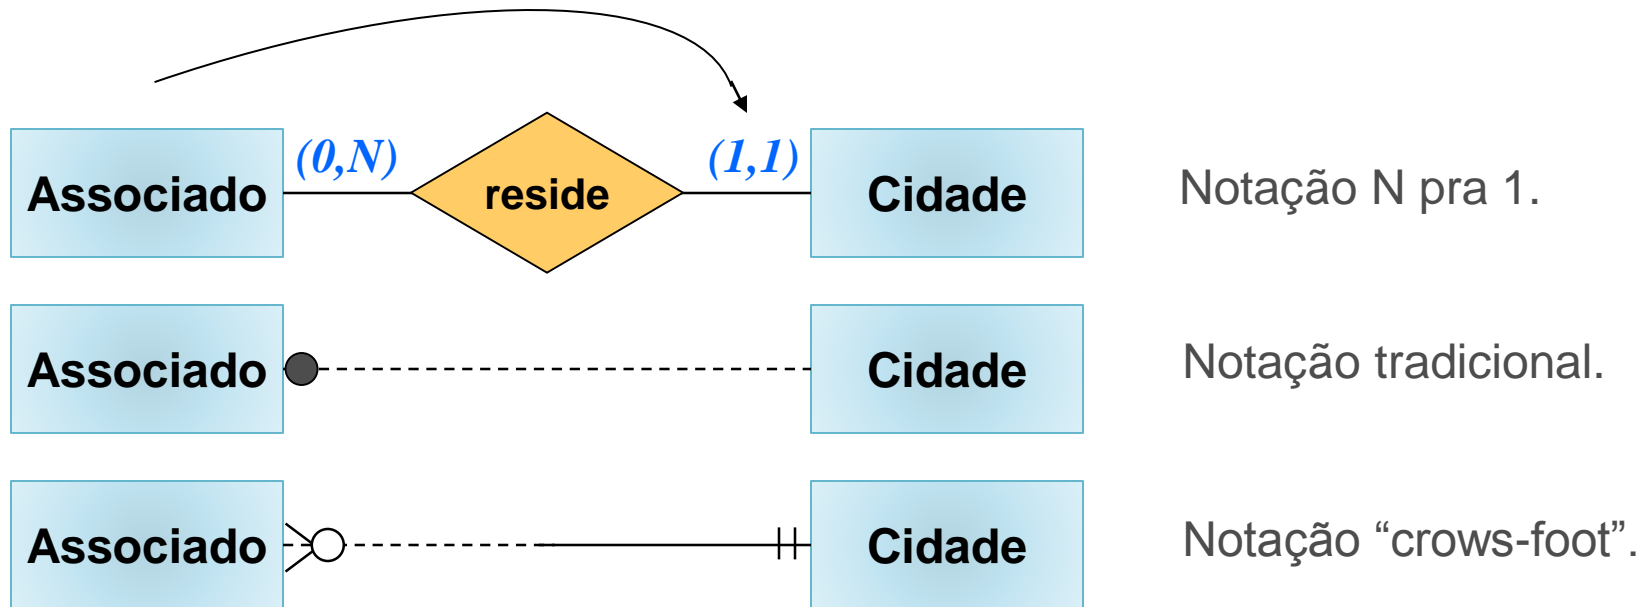 (0,N)
(1,1)
Associado
reside
Cidade
Notação N pra 1.
Associado
Cidade
Notação tradicional.
Associado
Cidade
Notação “crows-foot”.